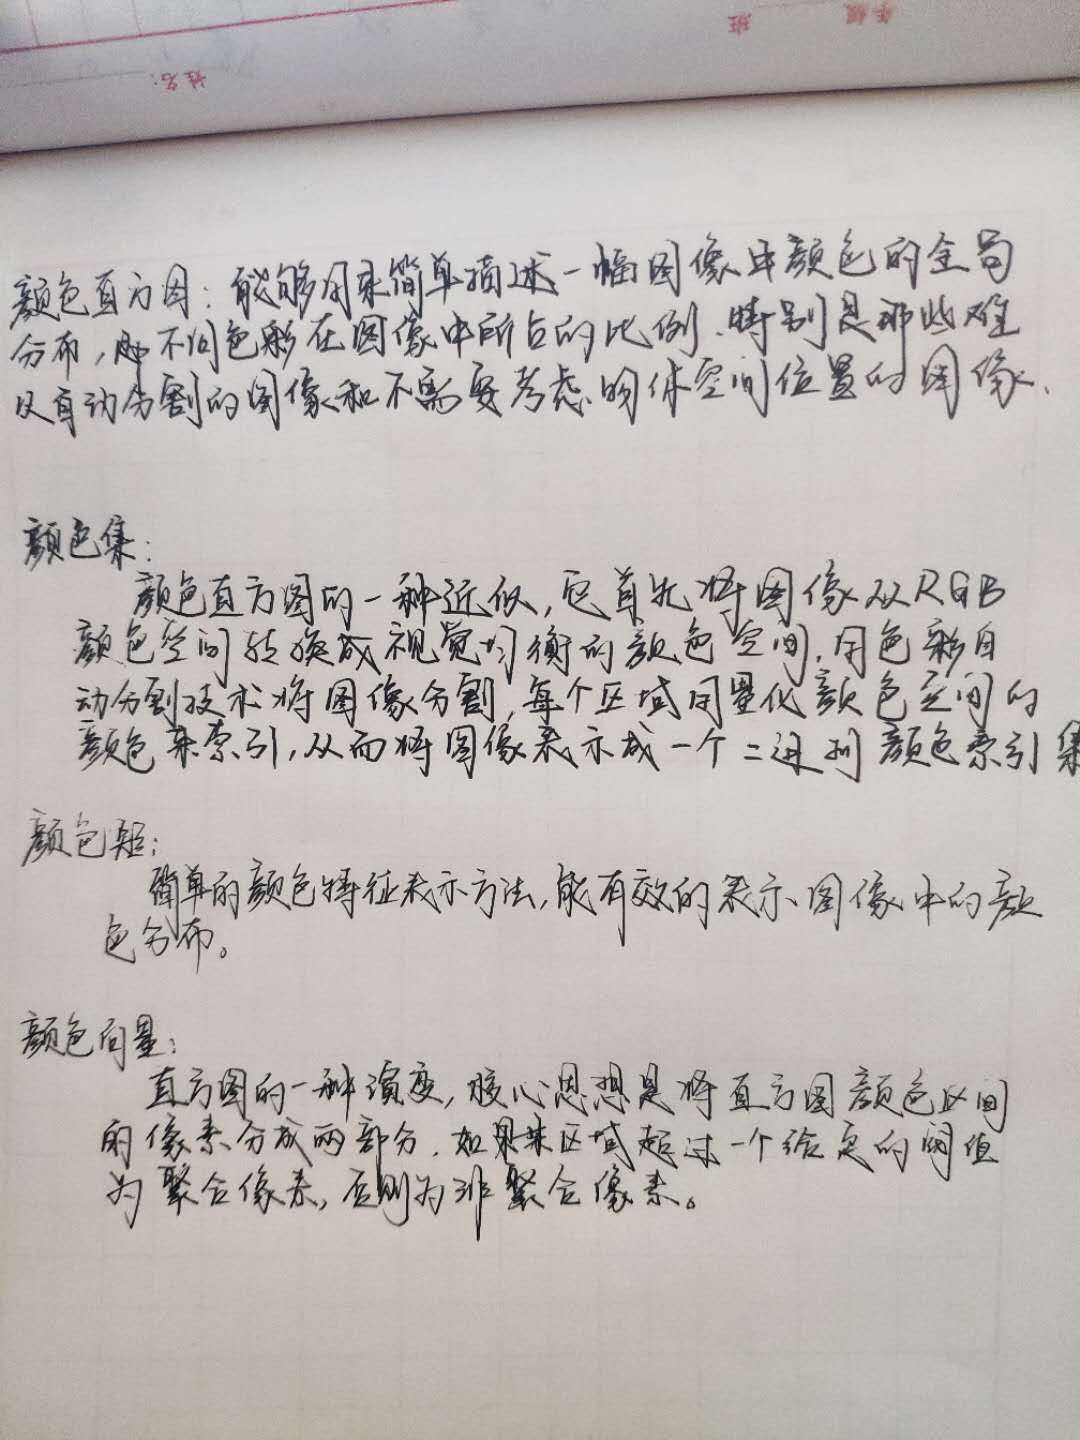 年级
班
姓名:
颜色直方图:能够用来简单描述一幅图像中颜色的全局
分布,即不同色彩在图像中所占的比例.特别是那些难
以自动分割的图像和不需要考虑物体空间位置的图像.
颜色集:
颜色直方图的一种近似,它首先将图像从RGB
颜色空间转换成视觉均衡的颜色空间.用色彩自
动分割技术将图像分割,每个区域用量化颜色空间的
颜色来索引,从而将图像表示成一个二进制颜色索引集
颜色矩:
简单的颜色特征表示方法,能有效的表示图像中的颜
色分布。
颜色向量:
直方图的一种演变,核心思想是将直方图颜色区间
的像素分成两部分.如果某区域超过一个给定的阀值
为聚合像素,否则为非聚合像素。